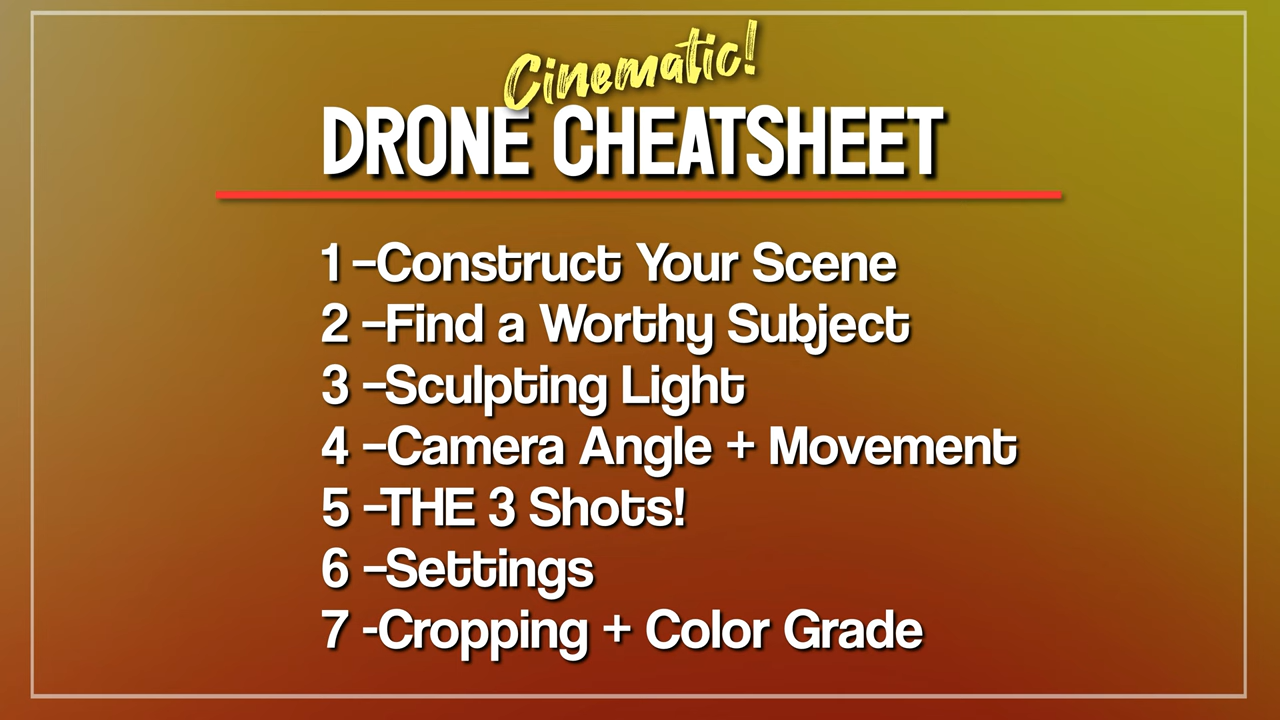 Cinematic!
DRONE CHEATSHEET
1 –Construct Your Scene
2 –Find a Worthy Subject
3 –Sculpting Light
4 –Camera Angle + Movement
5 –THE 3 Shots!
6 –Settings
7 -Cropping + Color Grade